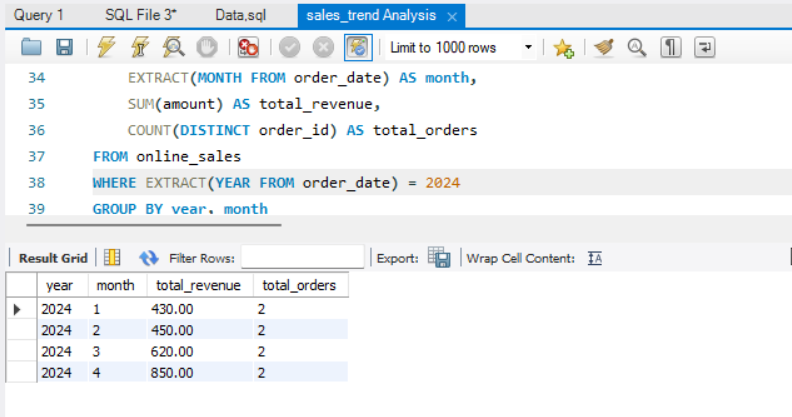 Query 1 SQL File 3* Data,sql sales_trend Analysis ×
Limit to 1000 rows
34 EXTRACT(MONTH FROM order_date) AS month,
35 SUM(amount) AS total_revenue,
36 COUNT(DISTINCT order_id) AS total_orders
37 FROM online_sales
38 WHERE EXTRACT(YEAR FROM order_date) = 2024
39 GROUP BY year, month
Result Grid Filter Rows: Export: Wrap Cell Content: IA
year month total_revenue total_orders
2024 1 430.00 2
2024 2 450.00 2
2024 3 620.00 2
2024 4 850.00 2